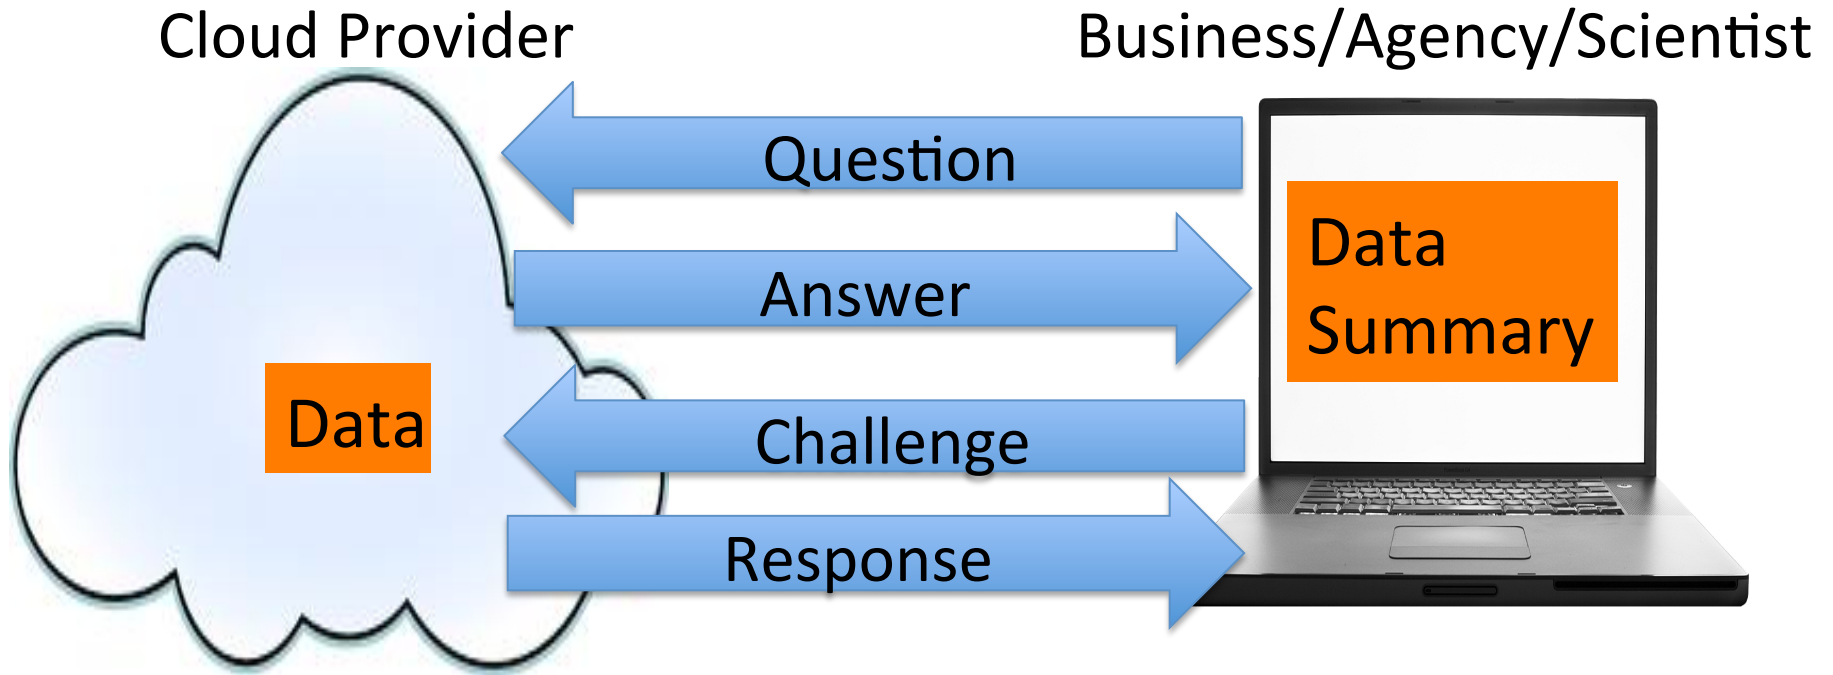 Cloud Provider
Business/Agency/Scientist
Question
Answer
Data
Summary
Data
Challenge
Response